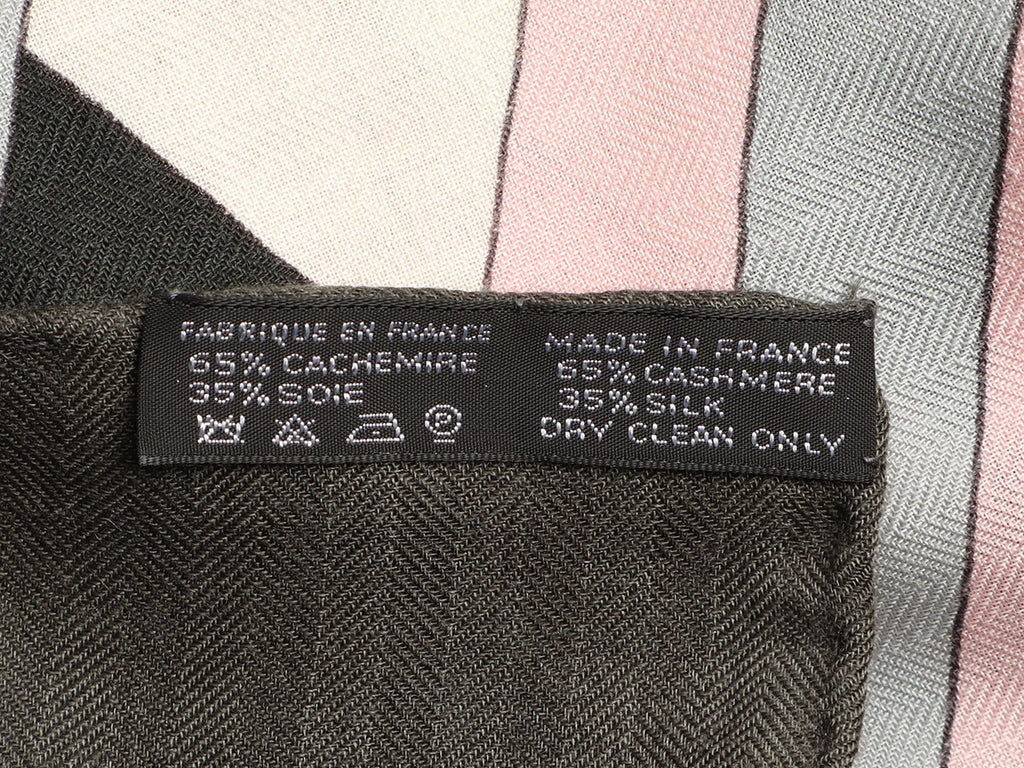 FABRIQUE EN FRANCE
65% CACHEMIRE
35% SOIE
MADE IN FRANCE
65% CASHMERE
35% SILK
DRY CLEAN ONLY